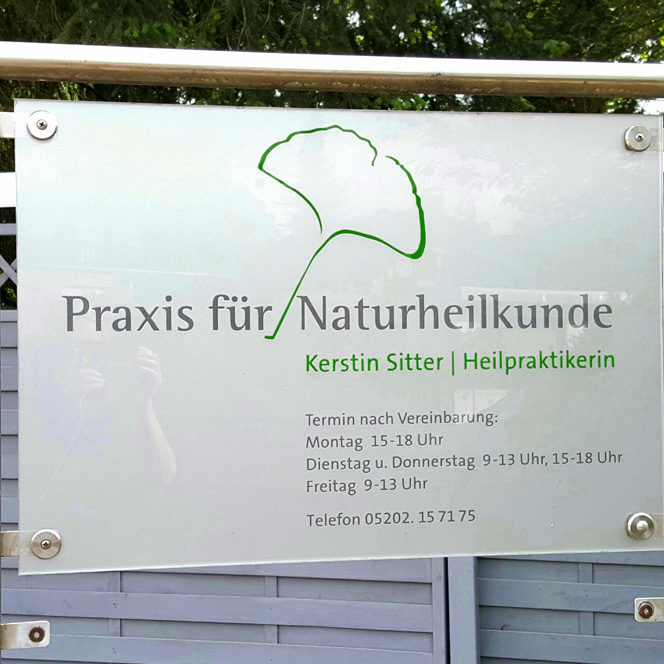 Praxis für Naturheilkunde
Kerstin Sitter | Heilpraktikerin
Termin nach Vereinbarung:
Montag 15-18 Uhr
Dienstag u. Donnerstag 9-13 Uhr, 15-18 Uhr
Freitag 9-13 Uhr
Telefon 05202. 15 71 75